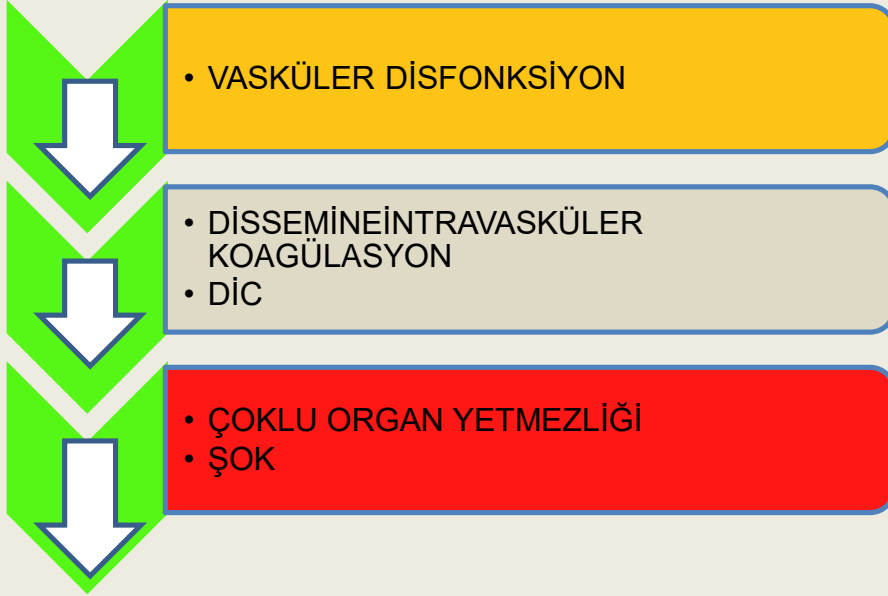 • VASKÜLER DİSFONKSİYON
• DİSSEMİNEİNTRAVASKÜLER
KOAGÜLASYON
• DİC
• ÇOKLU ORGAN YETMEZLİĞİ
• ŞOK